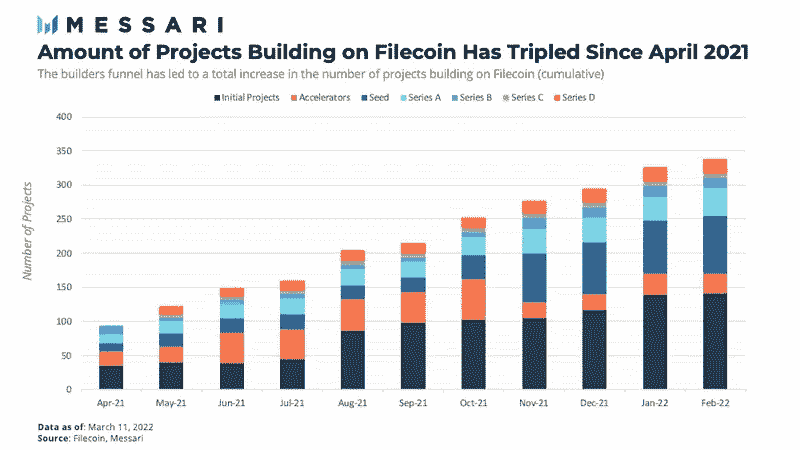 MESSARI
Amount of Projects Building on Filecoin Has Tripled Since April 2021
The builders funnel has led to a total increase in the number of projects building on Filecoin (cumulative)
Initial Projects Accelerators Seed Series A Series B Series C Series D
Number of Projects
400
350
300
250
200
150
100
50
0
Apr-21 May-21 Jun-21 Jul-21 Aug-21 Sep-21 Oct-21 Nov-21 Dec-21 Jan-22 Feb-22
Data as of: March 11, 2022
Source: Filecoin, Messari